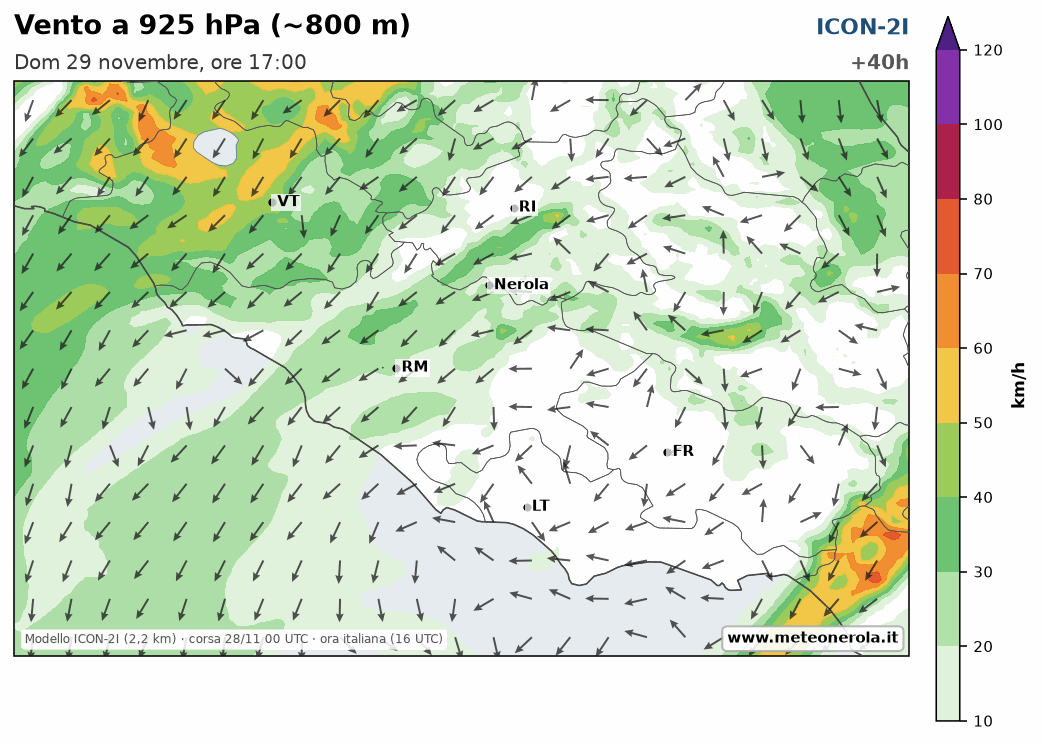 Vento a 925 hPa (~800 m)
ICON-2I
Dom 29 novembre, ore 17:00
+40h
VT
RI
Nerola
RM
FR
LT
Modello ICON-2I (2,2 km) · corsa 28/11 00 UTC · ora italiana (16 UTC)
www.meteonerola.it
120
100
80
70
60
50
40
30
20
10
km/h